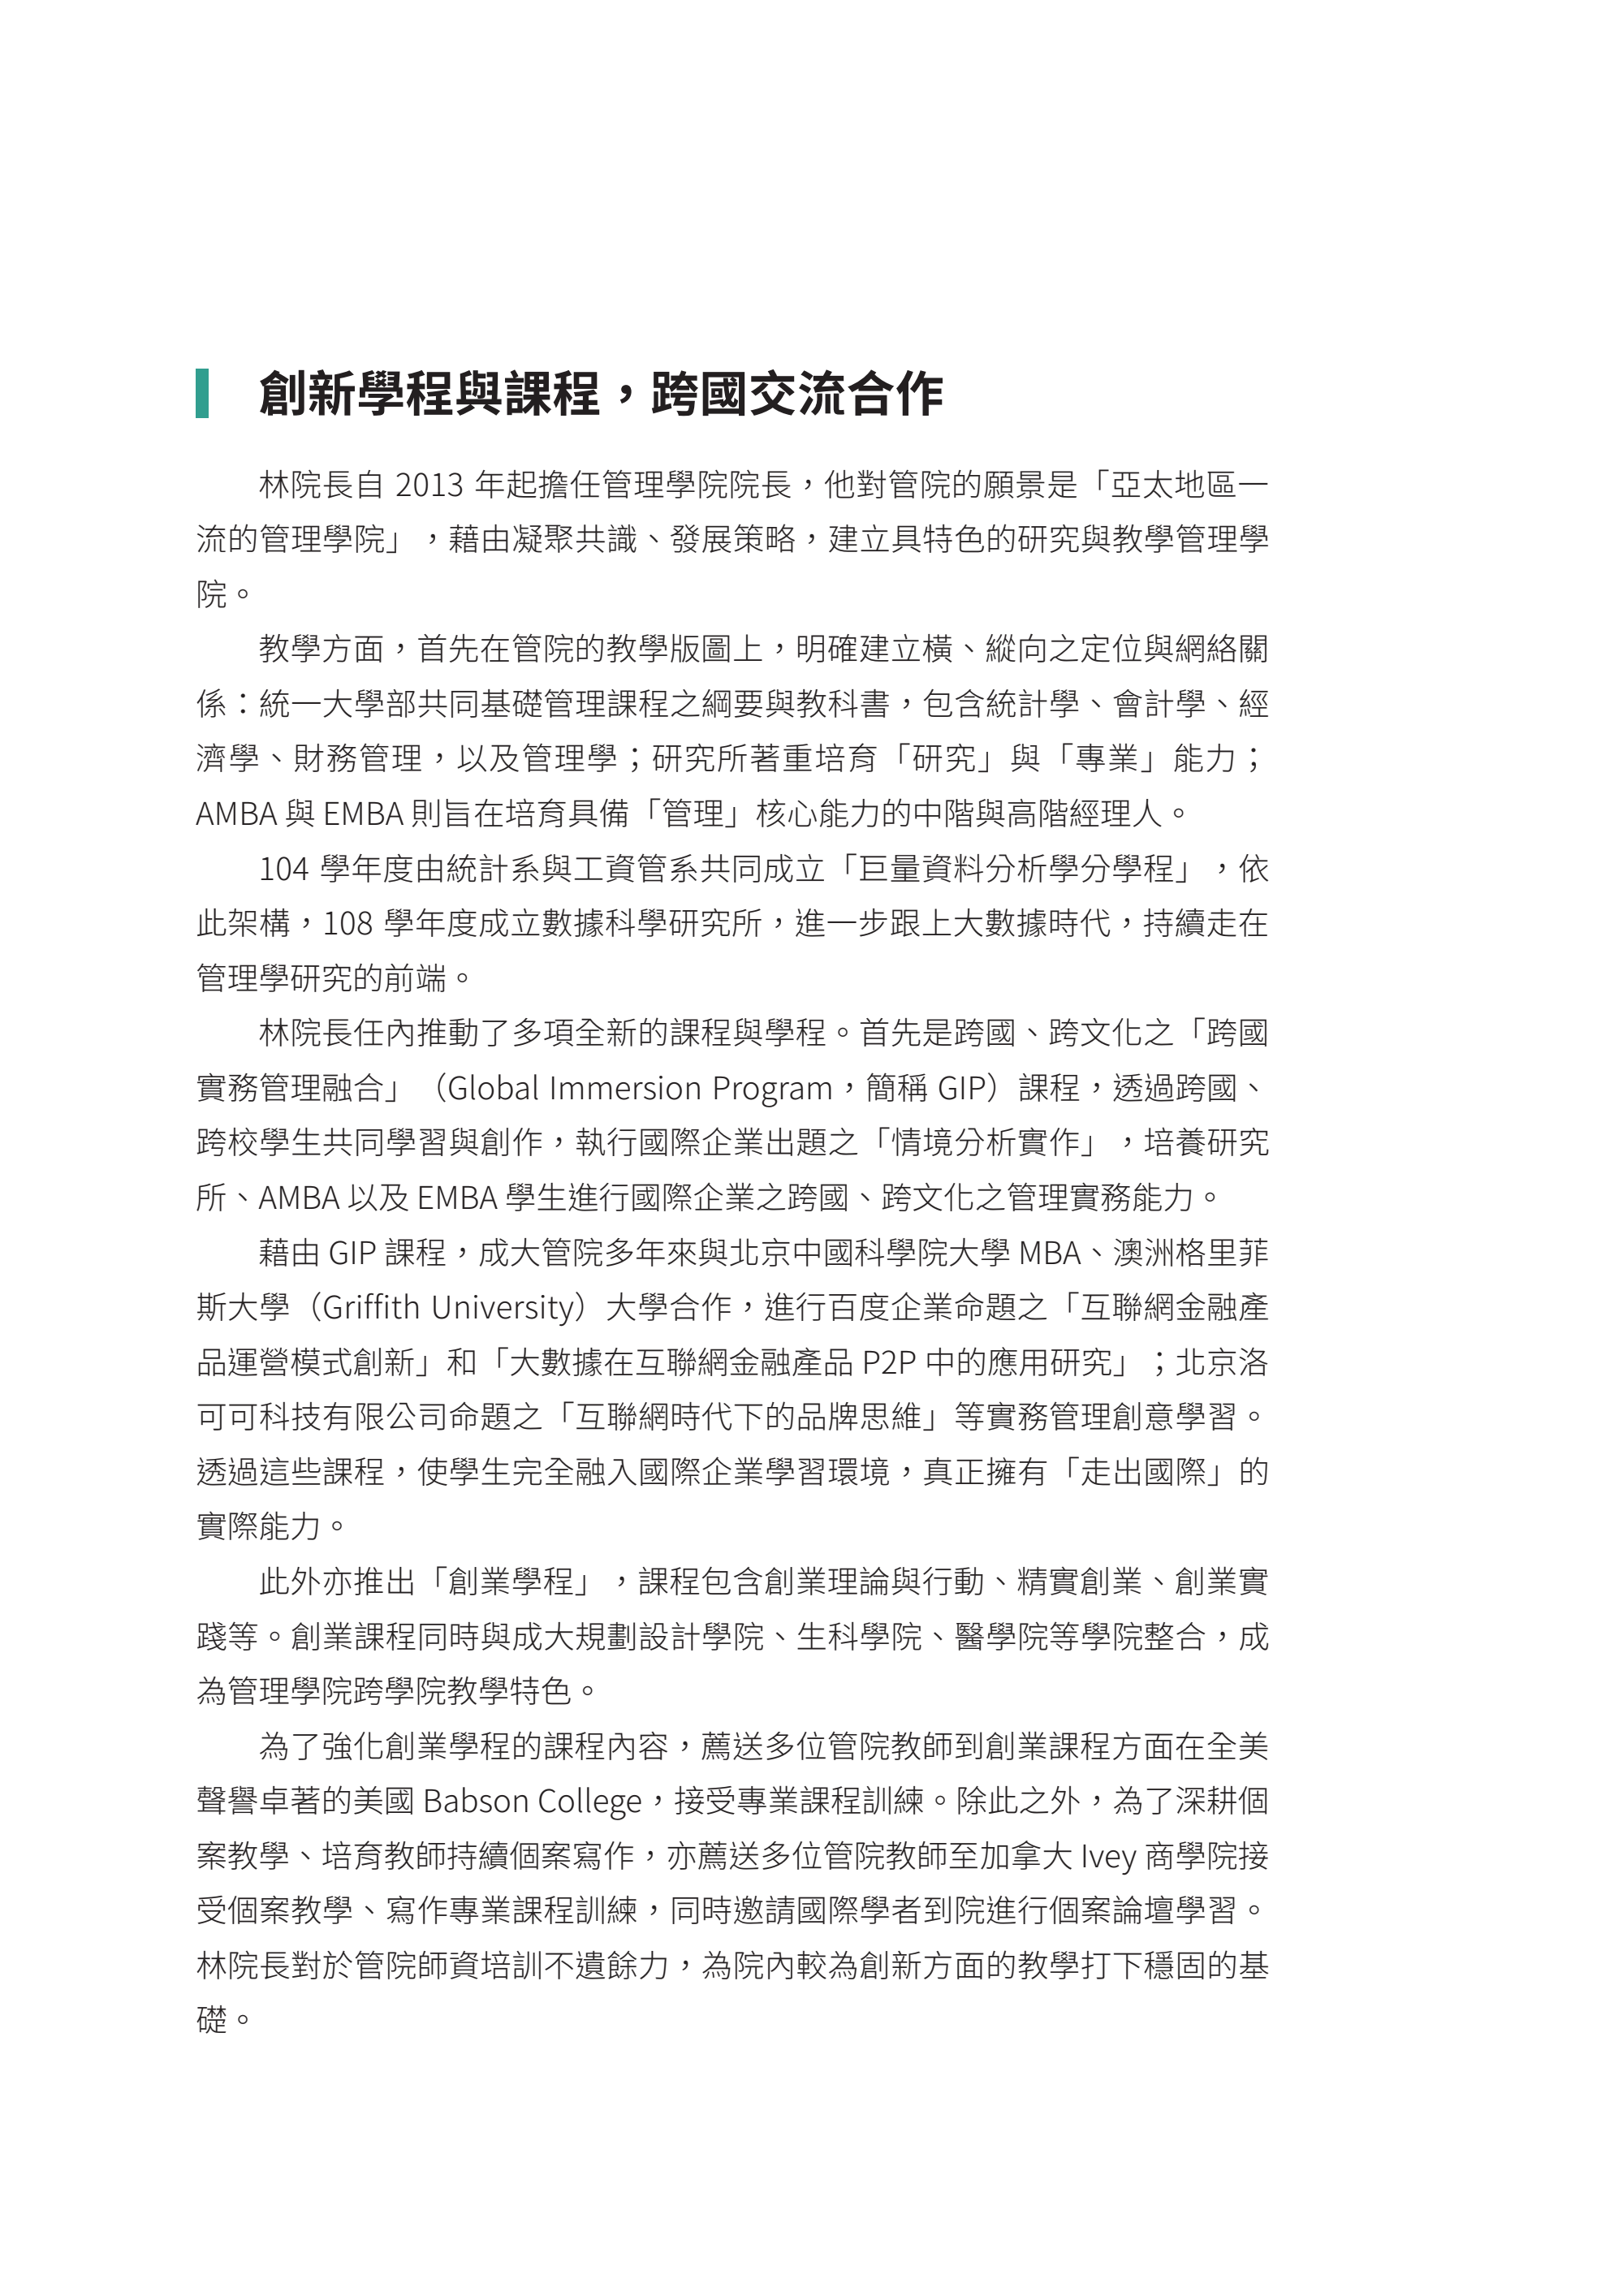 創新學程與課程，跨國交流合作
林院長自 2013 年起擔任管理學院院長，他對管院的願景是「亞太地區一
流的管理學院」，藉由凝聚共識、發展策略，建立具特色的研究與教學管理學
院。
教學方面，首先在管院的教學版圖上，明確建立橫、縱向之定位與網絡關
係：統一大學部共同基礎管理課程之綱要與教科書，包含統計學、會計學、經
濟學、財務管理，以及管理學；研究所著重培育「研究」與「專業」能力；
AMBA 與 EMBA 則旨在培育具備「管理」核心能力的中階與高階經理人。
104 學年度由統計系與工資管系共同成立「巨量資料分析學分學程」，依
此架構，108 學年度成立數據科學研究所，進一步跟上大數據時代，持續走在
管理學研究的前端。
林院長任內推動了多項全新的課程與學程。首先是跨國、跨文化之「跨國
實務管理融合」（Global Immersion Program，簡稱 GIP）課程，透過跨國、
跨校學生共同學習與創作，執行國際企業出題之「情境分析實作」，培養研究
所、AMBA 以及 EMBA 學生進行國際企業之跨國、跨文化之管理實務能力。
藉由 GIP 課程，成大管院多年來與北京中國科學院大學 MBA、澳洲格里菲
斯大學（Griffith University）大學合作，進行百度企業命題之「互聯網金融產
品運營模式創新」和「大數據在互聯網金融產品 P2P 中的應用研究」；北京洛
可可科技有限公司命題之「互聯網時代下的品牌思維」等實務管理創意學習。
透過這些課程，使學生完全融入國際企業學習環境，真正擁有「走出國際」的
實際能力。
此外亦推出「創業學程」，課程包含創業理論與行動、精實創業、創業實
踐等。創業課程同時與成大規劃設計學院、生科學院、醫學院等學院整合，成
為管理學院跨學院教學特色。
為了強化創業學程的課程內容，薦送多位管院教師到創業課程方面在全美
聲譽卓著的美國 Babson College，接受專業課程訓練。除此之外，為了深耕個
案教學、培育教師持續個案寫作，亦薦送多位管院教師至加拿大 Ivey 商學院接
受個案教學、寫作專業課程訓練，同時邀請國際學者到院進行個案論壇學習。
林院長對於管院師資培訓不遺餘力，為院內較為創新方面的教學打下穩固的基
礎。